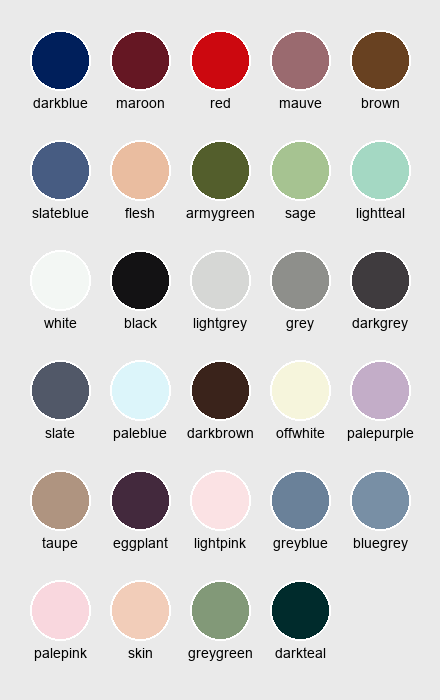 darkblue maroon red mauve brown
slateblue flesh armygreen sage lightteal
white black lightgrey grey darkgrey
slate paleblue darkbrown offwhite palepurple
taupe eggplant lightpink greyblue bluegrey
palepink skin greygreen darkteal